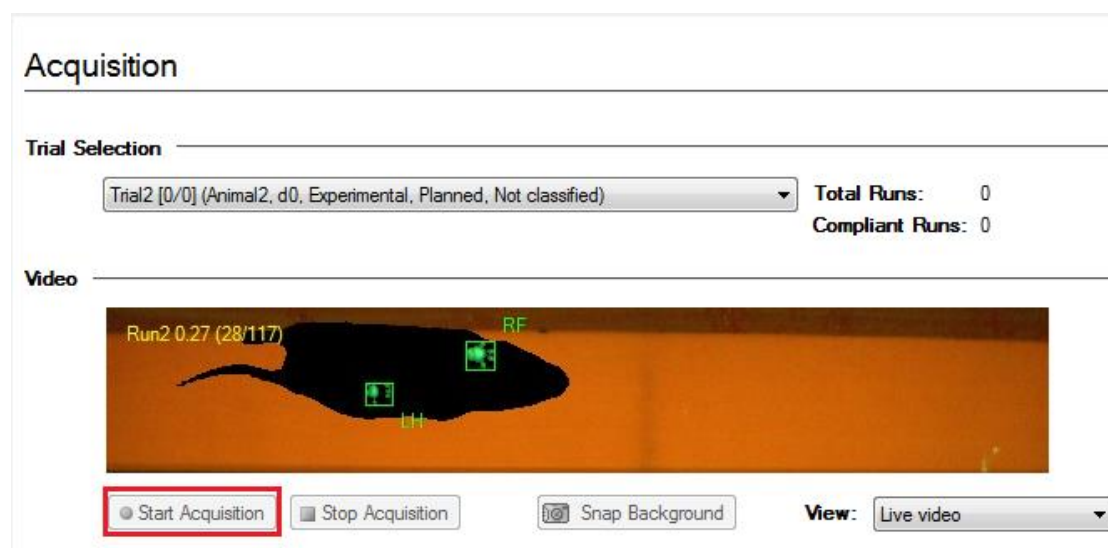 Acquisition
Trial Selection
Trial2 [0/0] (Animal2, d0, Experimental, Planned, Not classified)
Total Runs: 0
Compliant Runs: 0
Video
Run2 0.27 (28/117)
RF
LH
Start Acquisition
Stop Acquisition
Snap Background
View: Live video